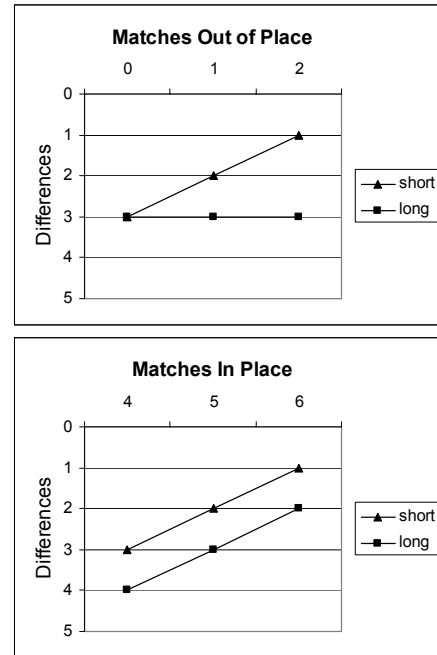 Matches Out of Place
0 1 2
0
1
2
3
4
5
Differences
short
long
Matches In Place
4 5 6
0
1
2
3
4
5
Differences
short
long